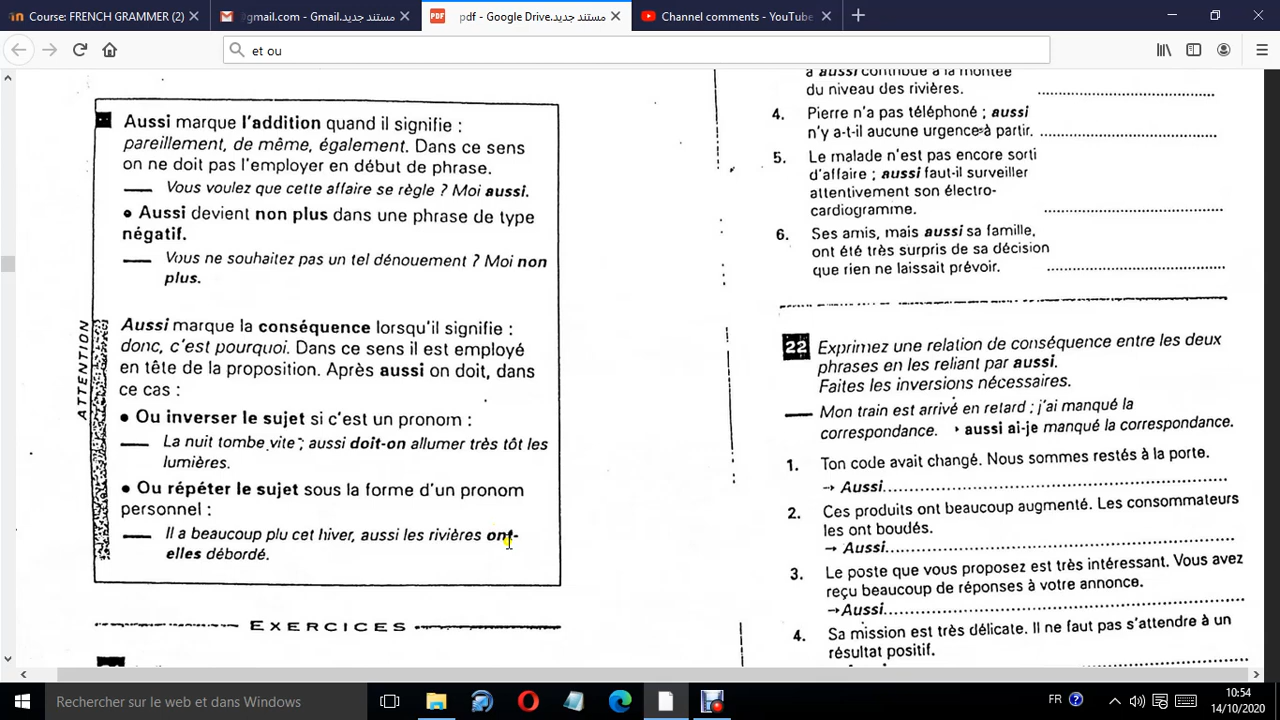 Course: FRENCH GRAMMER (2)
@gmail.com - Gmail.مستند جديد
pdf - Google Drive.مستند جديد
Channel comments - YouTube
et ou
Aussi marque l'addition quand il signifie :
pareillement, de même, également. Dans ce sens
on ne doit pas l'employer en début de phrase.
Vous voulez que cette affaire se règle ? Moi aussi.
• Aussi devient non plus dans une phrase de type
négatif.
Vous ne souhaitez pas un tel dénouement ? Moi non
plus.
ATTENTION
Aussi marque la conséquence lorsqu'il signifie :
donc, c'est pourquoi. Dans ce sens il est employé
en tête de la proposition. Après aussi on doit, dans
ce cas :
• Ou inverser le sujet si c'est un pronom :
La nuit tombe vite ; aussi doit-on allumer très tôt les
lumières.
• Ou répéter le sujet sous la forme d'un pronom
personnel :
Il a beaucoup plu cet hiver, aussi les rivières ont-
elles débordé.
EXERCICES
a aussi contribué à la montée
du niveau des rivières. ..........
4. Pierre n'a pas téléphoné ; aussi
n'y a-t-il aucune urgence à partir. ..........
5. Le malade n'est pas encore sorti
d'affaire ; aussi faut-il surveiller
attentivement son électro-
cardiogramme. ..........
6. Ses amis, mais aussi sa famille,
ont été très surpris de sa décision
que rien ne laissait prévoir. ..........
22 Exprimez une relation de conséquence entre les deux
phrases en les reliant par aussi.
Faites les inversions nécessaires.
Mon train est arrivé en retard ; j'ai manqué la
correspondance. ‣ aussi ai-je manqué la correspondance.
1. Ton code avait changé. Nous sommes restés à la porte.
→ Aussi..........
2. Ces produits ont beaucoup augmenté. Les consommateurs
les ont boudés.
→ Aussi..........
3. Le poste que vous proposez est très intéressant. Vous avez
reçu beaucoup de réponses à votre annonce.
→ Aussi..........
4. Sa mission est très délicate. Il ne faut pas s'attendre à un
résultat positif.
Rechercher sur le web et dans Windows
FR
10:54
14/10/2020